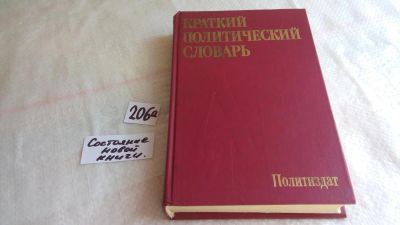 КРАТКИЙ
ПОЛИТИЧЕСКИЙ
СЛОВАРЬ
Политиздат
206а
Состояние
новой
книги.